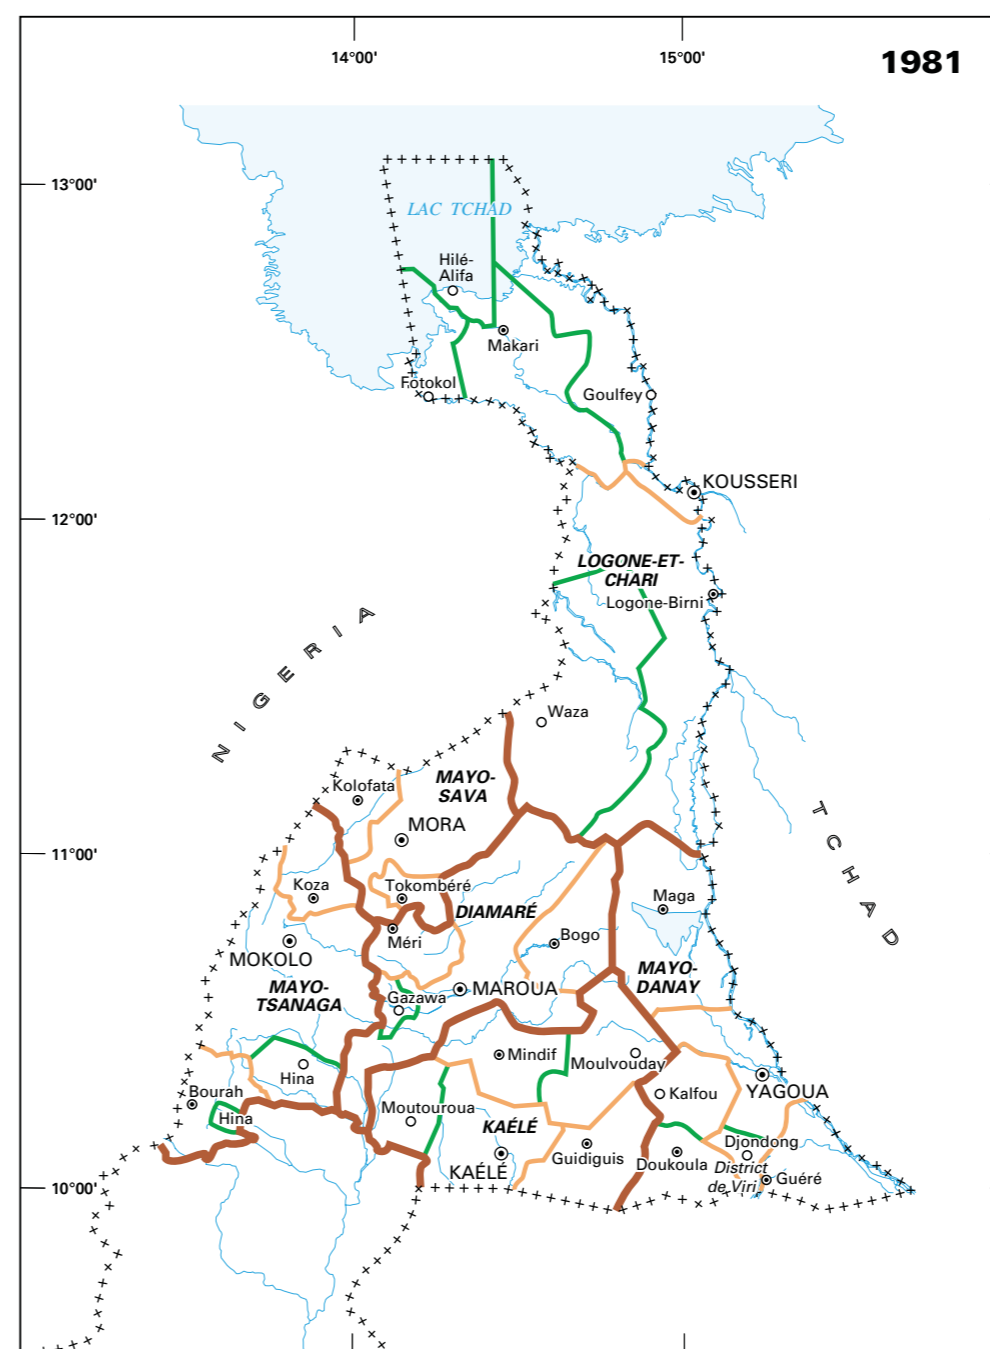 14°00'
15°00'
1981
13°00'
LAC TCHAD
Hilé-
Alifa
Makari
Fotokol
Goulfey
KOUSSERI
12°00'
LOGONE-ET-
CHARI
Logone-Birni
NIGERIA
Waza
MAYO-
SAVA
Kolofata
MORA
TCHAD
11°00'
Koza
Tokombéré
Maga
DIAMARÉ
Méri
Bogo
MOKOLO
MAYO-
DANAY
MAYO-
TSANAGA
MAROUA
Gazawa
Mindif
Moulvouday
Hina
Bourah
Kalfou
YAGOUA
Hina
Moutouroua
KAÉLÉ
Djondong
Guidiguis
Doukoula
District
de Viri
Guéré
KAÉLÉ
10°00'